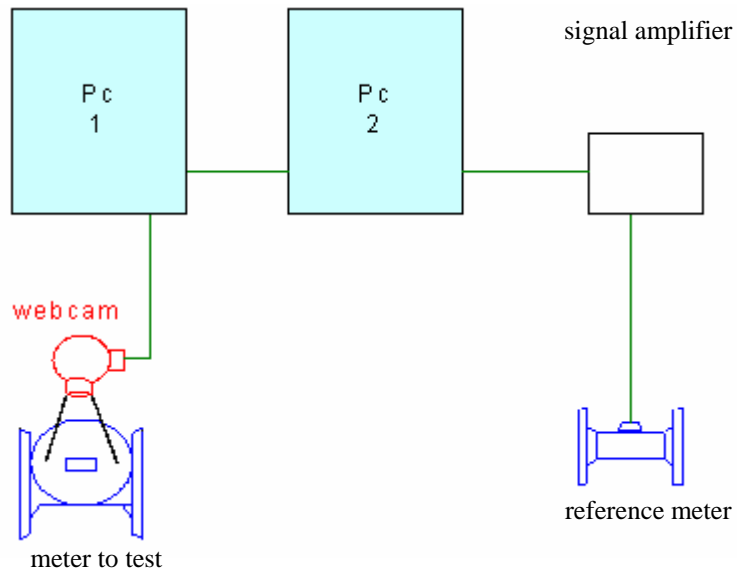 signal amplifier
Pc
1
Pc
2
webcam
reference meter
meter to test